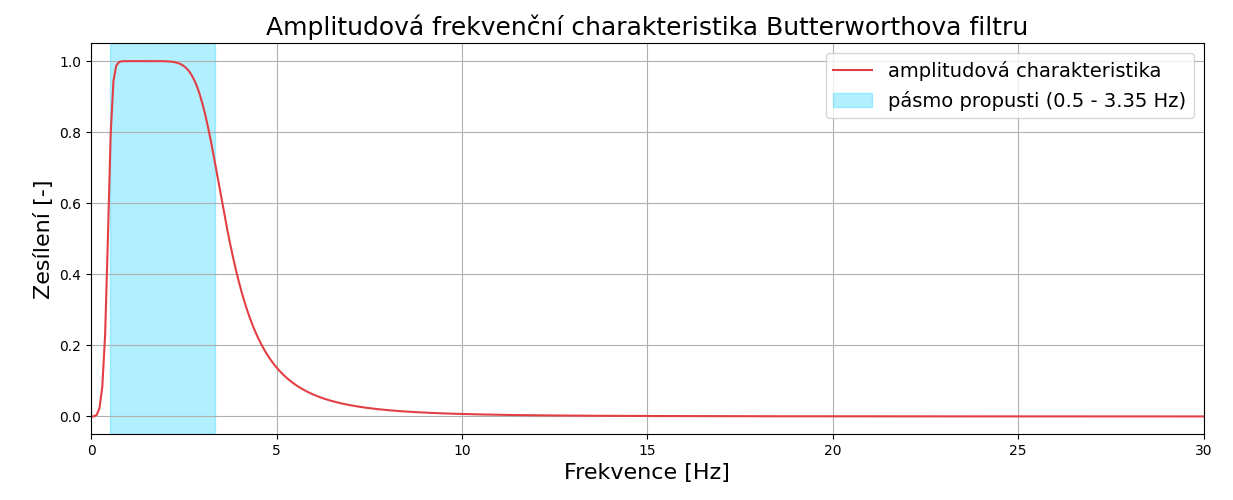 Amplitudová frekvenční charakteristika Butterworthova filtru
amplitudová charakteristika
pásmo propusti (0.5 - 3.35 Hz)
Zesílení [-]
1.0
0.8
0.6
0.4
0.2
0.0
0 5 10 15 20 25 30
Frekvence [Hz]